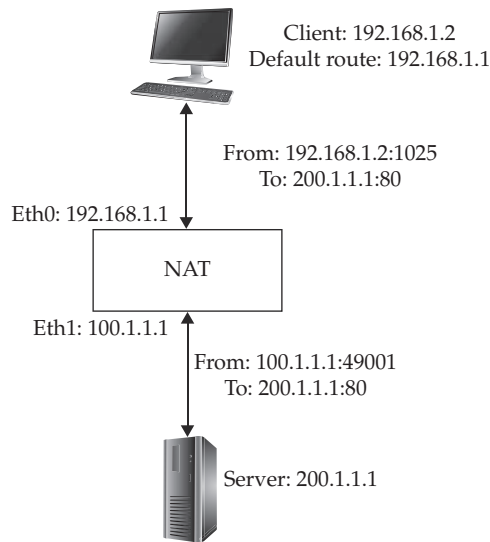 Client: 192.168.1.2
Default route: 192.168.1.1
From: 192.168.1.2:1025
To: 200.1.1.1:80
Eth0: 192.168.1.1
NAT
Eth1: 100.1.1.1
From: 100.1.1.1:49001
To: 200.1.1.1:80
Server: 200.1.1.1